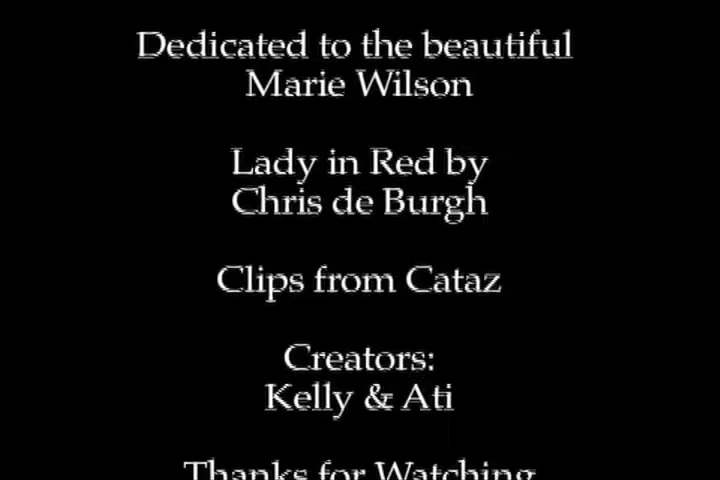 Dedicated to the beautiful
Marie Wilson
Lady in Red by
Chris de Burgh
Clips from Cataz
Creators:
Kelly & Ati
Thanks for Watching